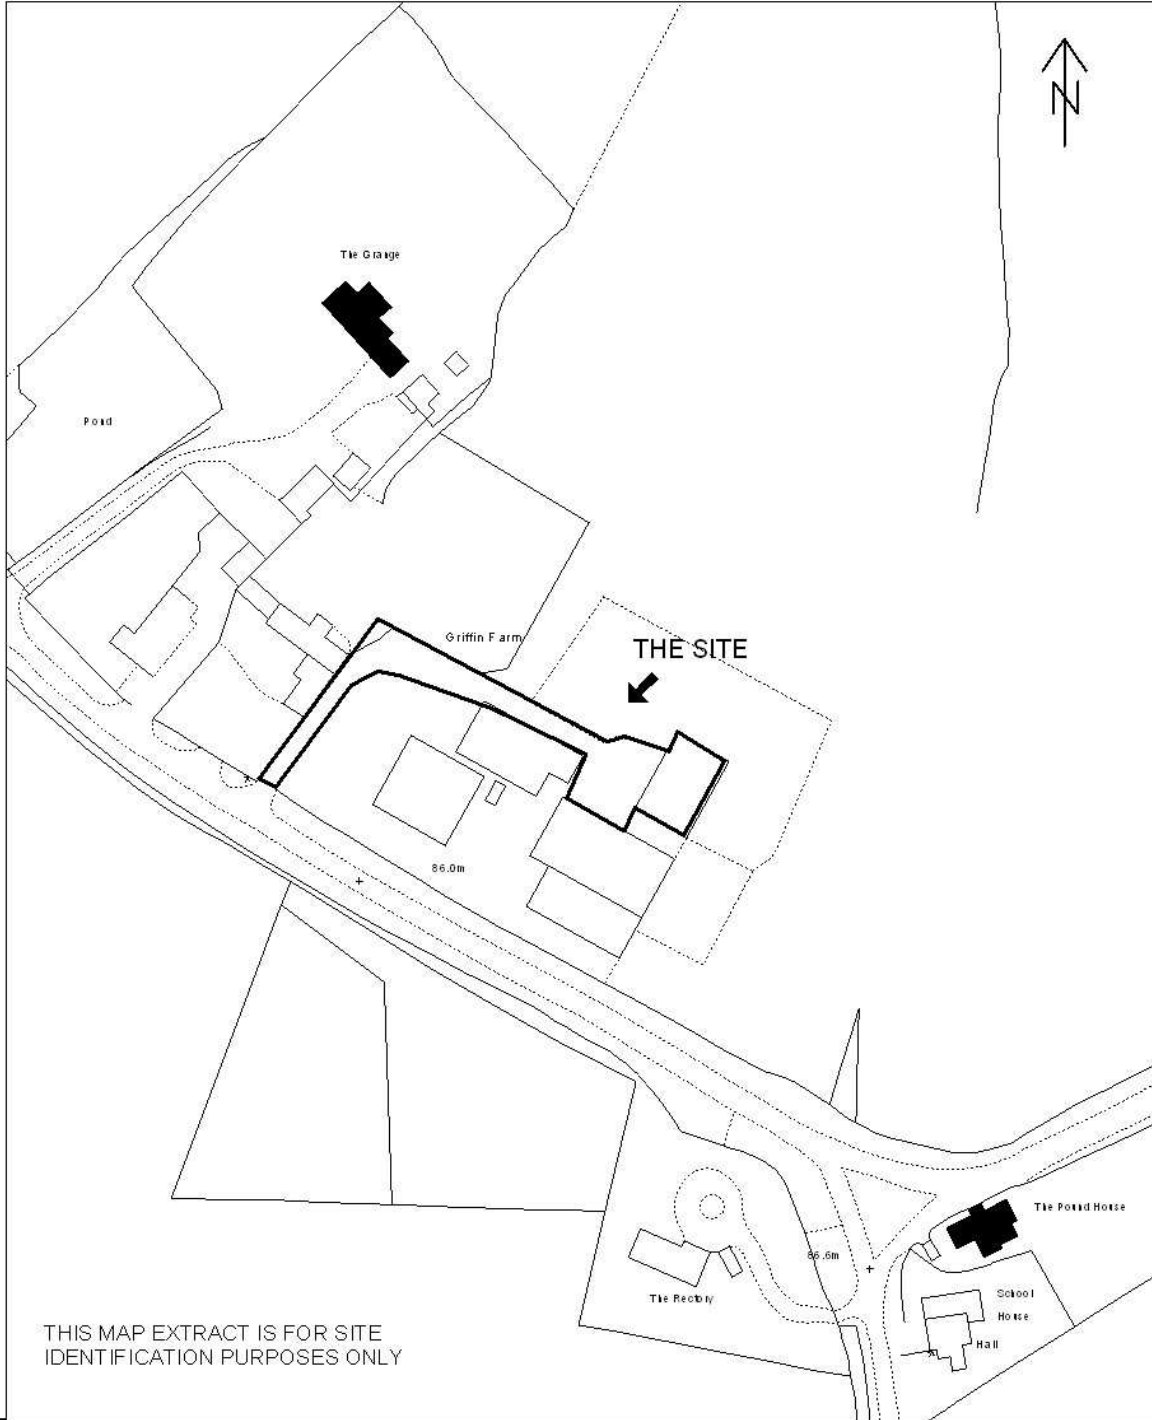 N
The Grange
Pond
Griffin Farm
THE SITE
86.0m
The Pound House
86.6m
The Rectory
School
House
Hall
THIS MAP EXTRACT IS FOR SITE
IDENTIFICATION PURPOSES ONLY